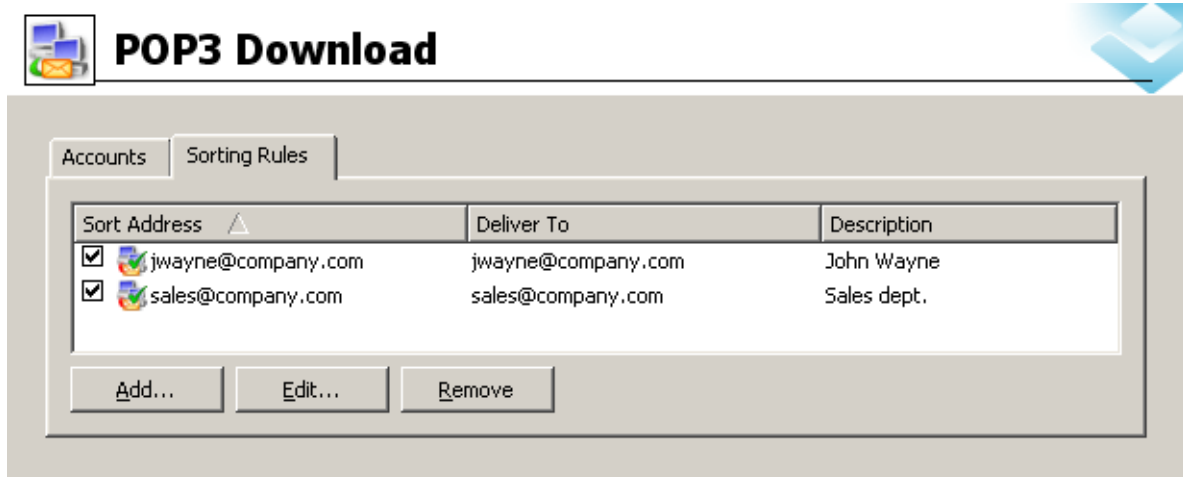 POP3 Download
Accounts Sorting Rules
Sort Address Deliver To Description
jwayne@company.com jwayne@company.com John Wayne
sales@company.com sales@company.com Sales dept.
Add... Edit... Remove